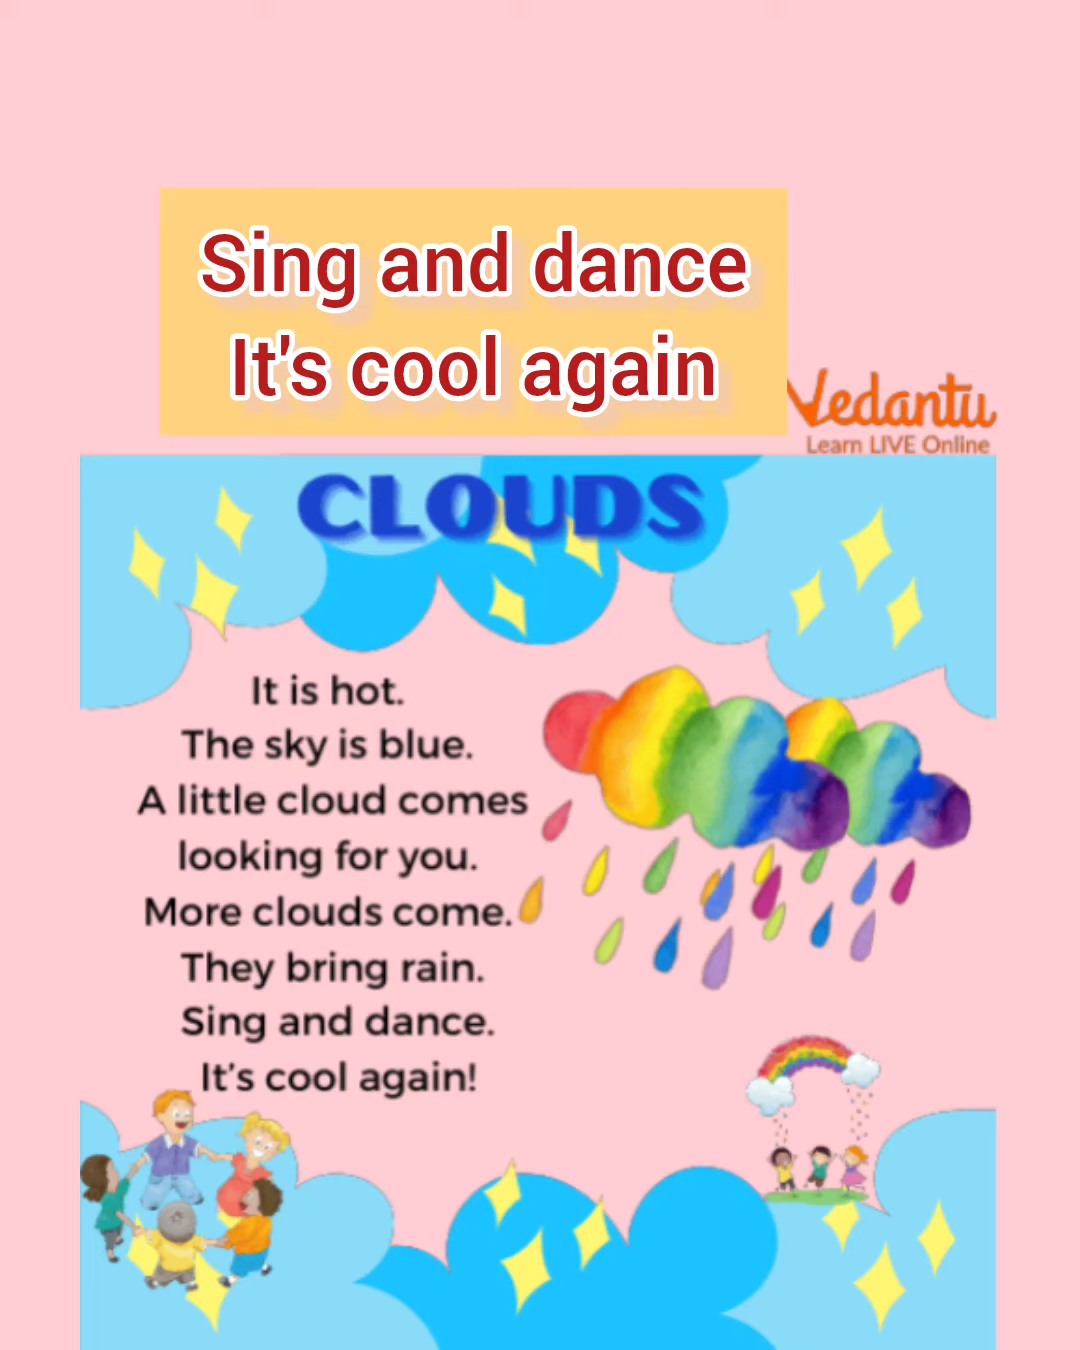 Sing and dance
It's cool again
Vedantu
Learn LIVE Online
CLOUDS
It is hot.
The sky is blue.
A little cloud comes
looking for you.
More clouds come.
They bring rain.
Sing and dance.
It's cool again!